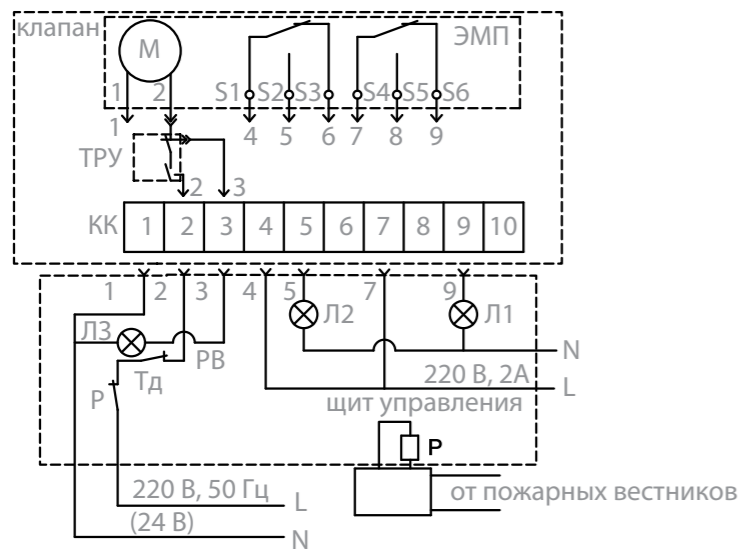 клапан
М
ЭМП
1 2
S1 S2 S3 S4 S5 S6
1
4 5 6 7 8 9
ТРУ
2 3
КК 1 2 3 4 5 6 7 8 9 10
1 2 3 4 5 7 9
Л3
Л2
Л1
РВ
Тд
N
220 В, 2А
L
Р
щит управления
Р
220 В, 50 Гц
L
(24 В)
N
от пожарных вестников